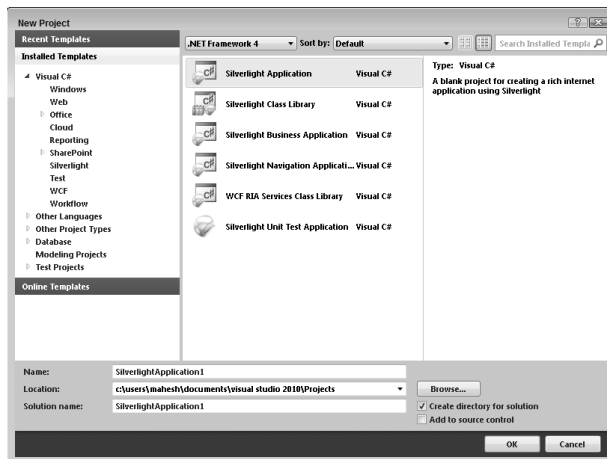 New Project
Recent Templates
Installed Templates
Visual C#
Windows
Web
Office
Cloud
Reporting
SharePoint
Silverlight
Test
WCF
Workflow
Other Languages
Other Project Types
Database
Modeling Projects
Test Projects
Online Templates
.NET Framework 4 Sort by: Default Search Installed Templa
Silverlight Application Visual C#
Silverlight Class Library Visual C#
Silverlight Business Application Visual C#
Silverlight Navigation Applicati... Visual C#
WCF RIA Services Class Library Visual C#
Silverlight Unit Test Application Visual C#
Type: Visual C#
A blank project for creating a rich internet
application using Silverlight
Name: SilverlightApplication1
Location: c:\users\mahesh\documents\visual studio 2010\Projects Browse...
Solution name: SilverlightApplication1 Create directory for solution
Add to source control
OK Cancel